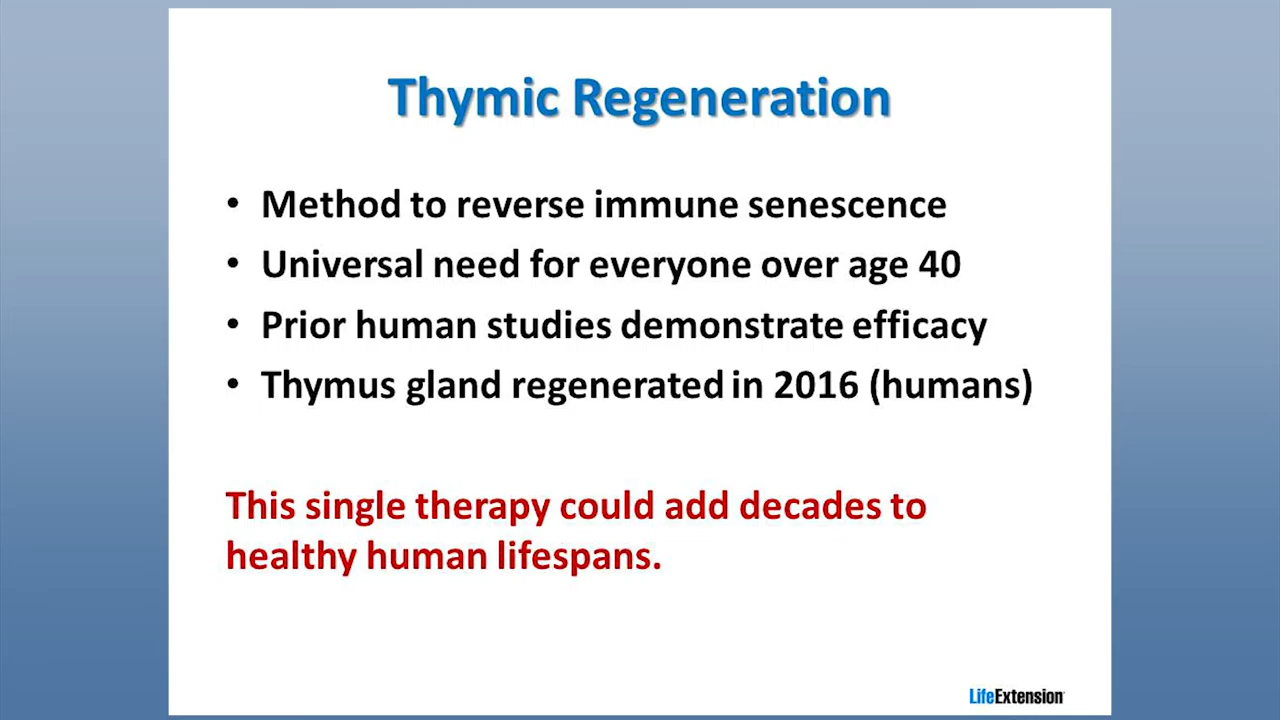 Thymic Regeneration
• Method to reverse immune senescence
• Universal need for everyone over age 40
• Prior human studies demonstrate efficacy
• Thymus gland regenerated in 2016 (humans)
This single therapy could add decades to
healthy human lifespans.
LifeExtension